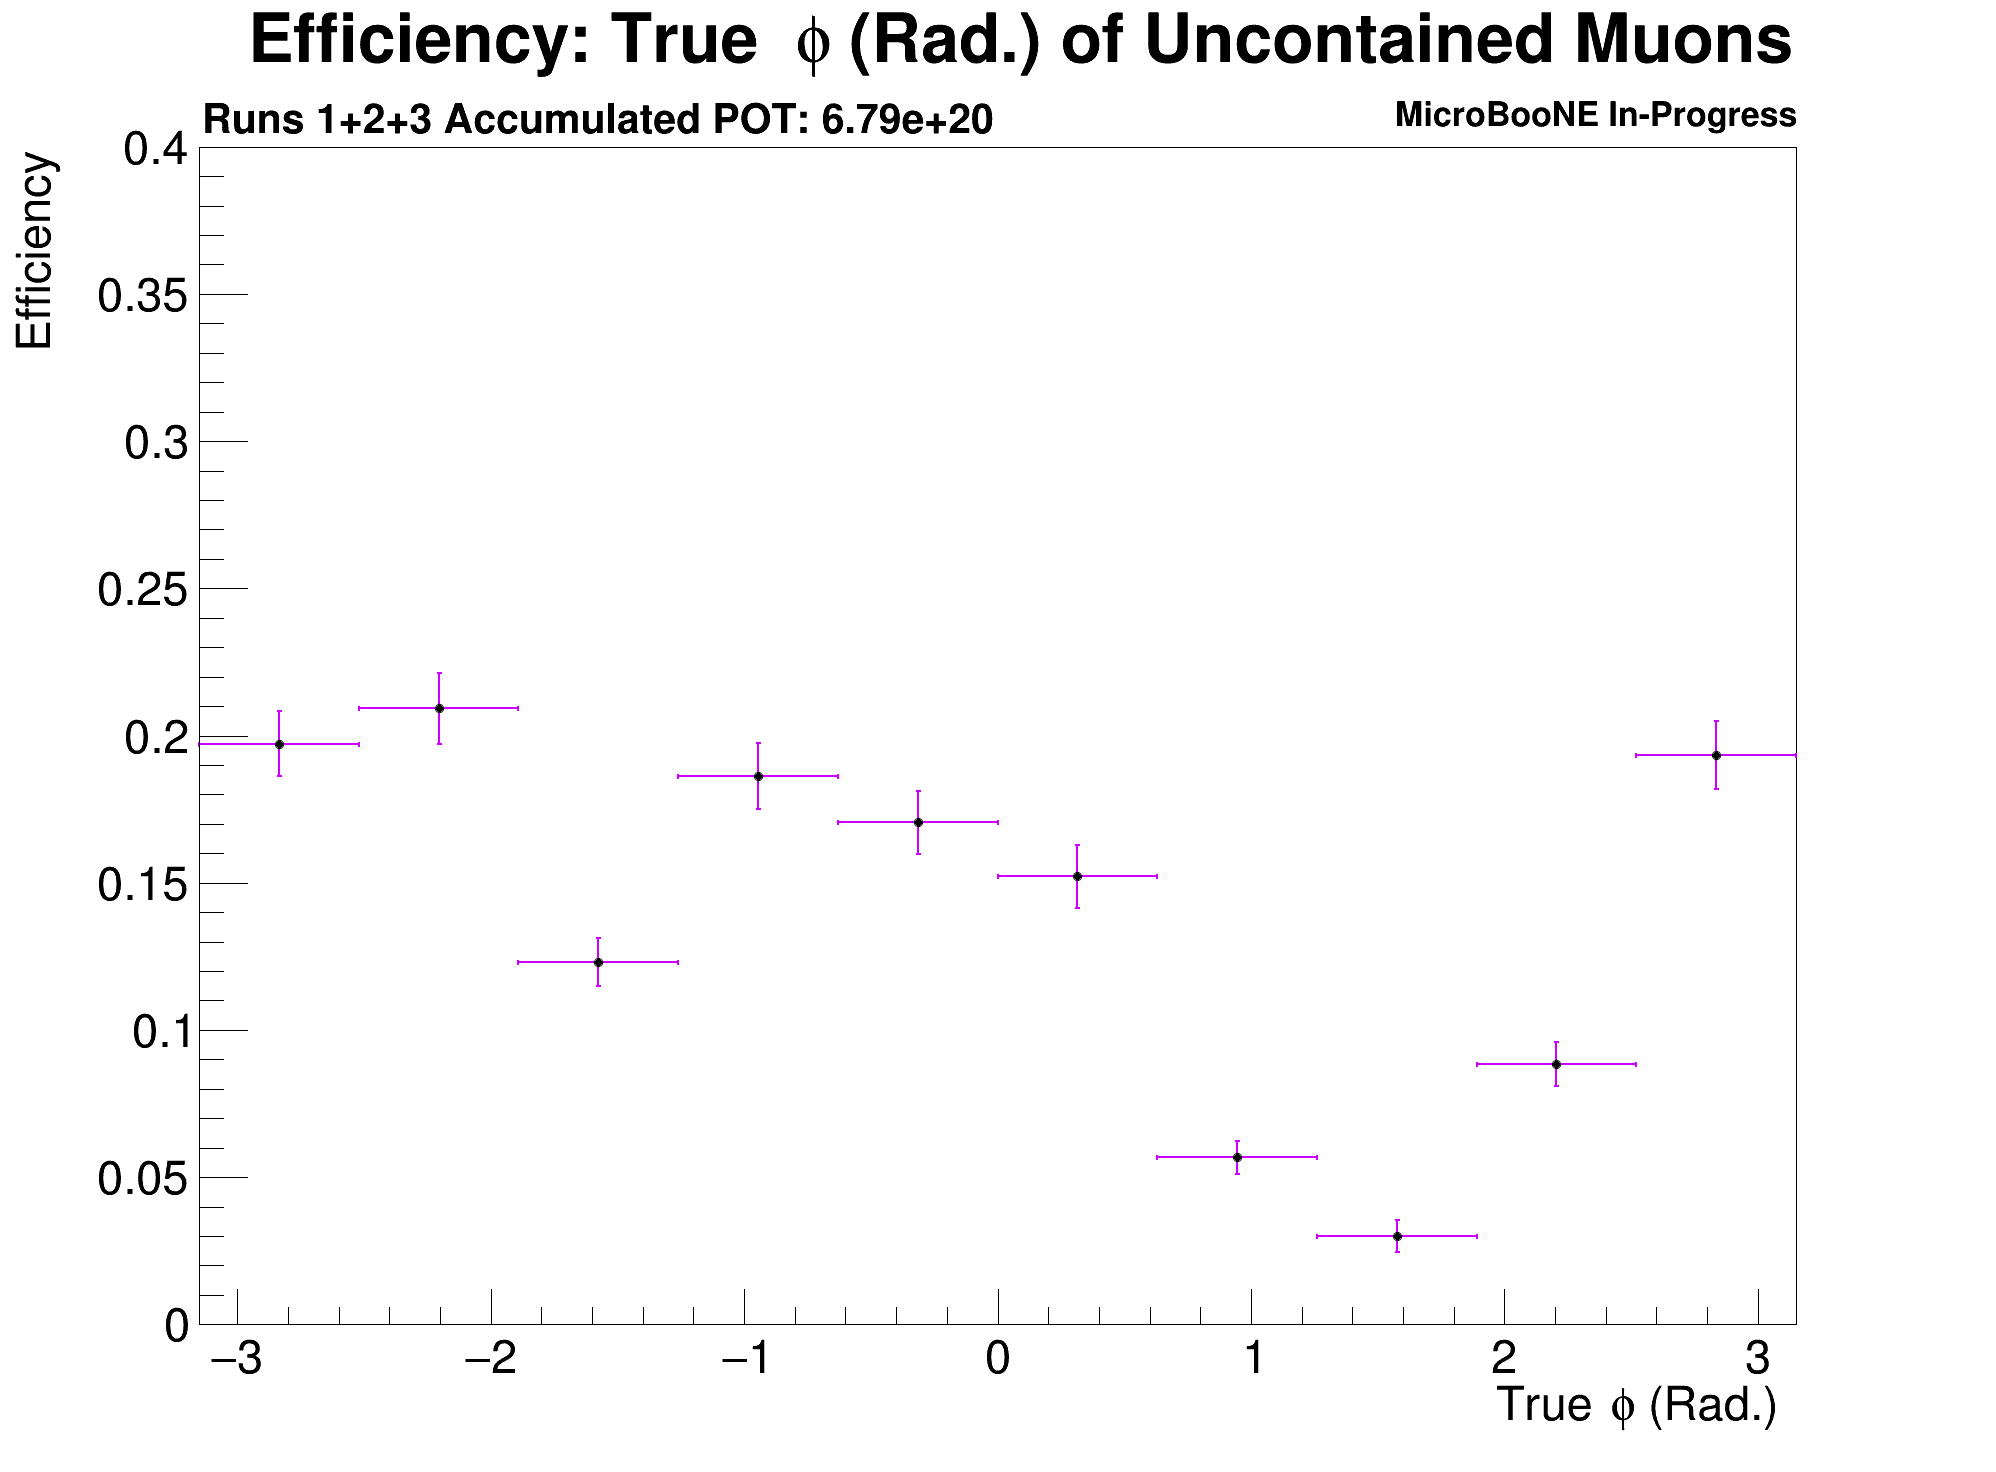 Efficiency: True ϕ (Rad.) of Uncontained Muons
Runs 1+2+3 Accumulated POT: 6.79e+20
MicroBooNE In-Progress
Efficiency
0.4
0.35
0.3
0.25
0.2
0.15
0.1
0.05
0
−3 −2 −1 0 1 2 3
True ϕ (Rad.)